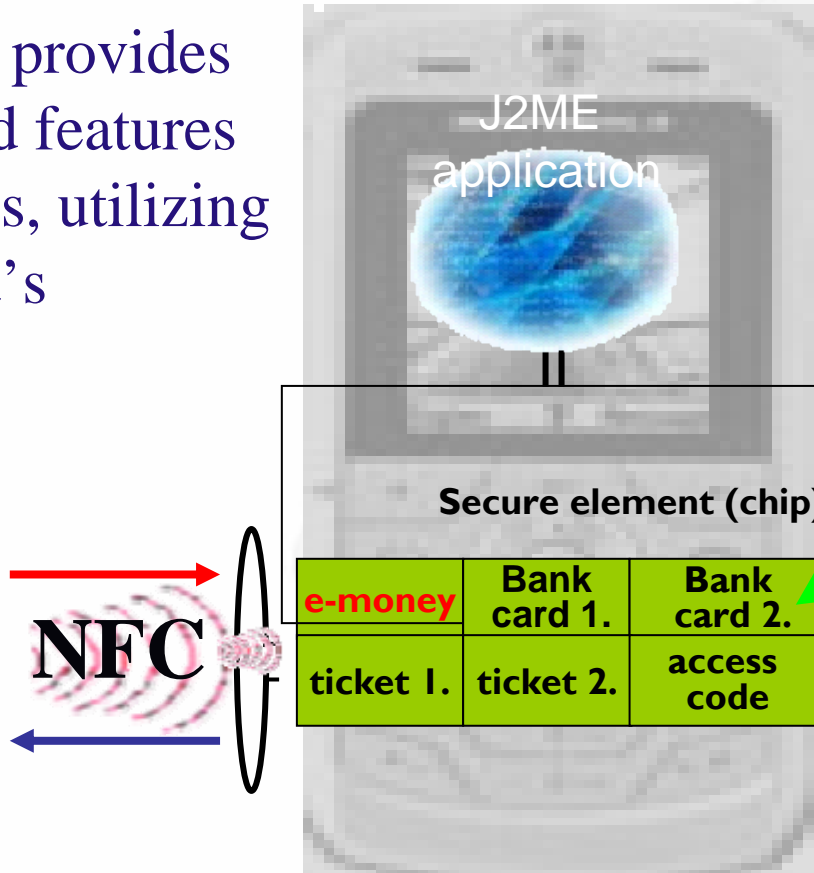 provides
d features
s, utilizing
's
J2ME
application
Secure element (chip)
NFC
e-money
Bank
card 1.
Bank
card 2.
ticket 1.
ticket 2.
access
code